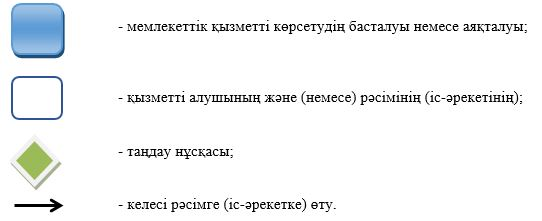 - мемлекеттік қызметті көрсетудің басталуы немесе аяқталуы;
- қызметті алушының және (немесе) рәсімінің (іс-әрекетінің);
- таңдау нұсқасы;
- келесі рәсімге (іс-әрекетке) өту.